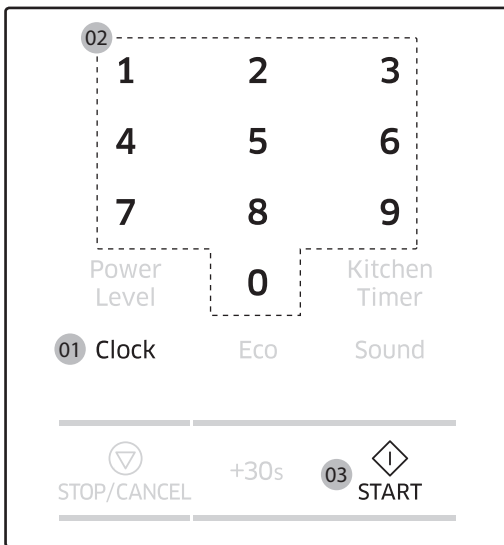 02
1 2 3
4 5 6
7 8 9
Power Level 0 Kitchen Timer
01 Clock Eco Sound
STOP/CANCEL +30s 03 START